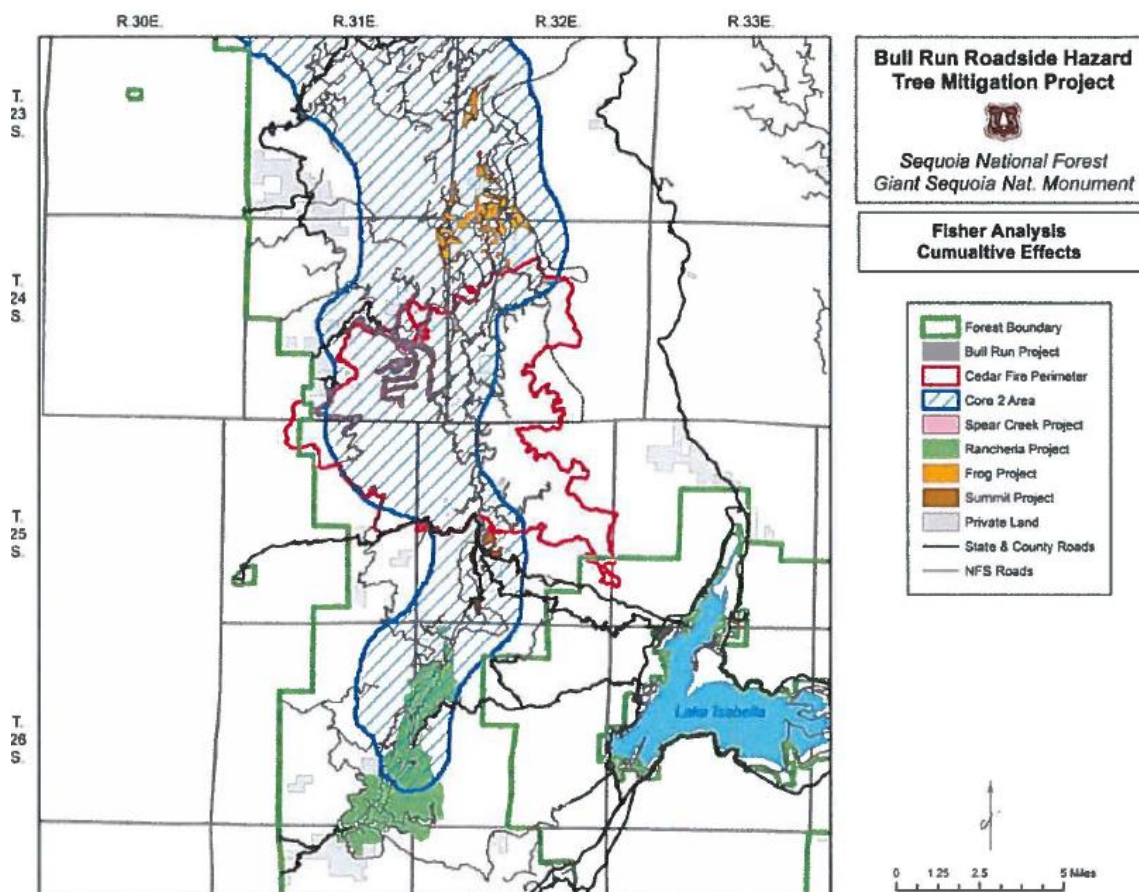 R.30E. R.31E. R.32E. R.33E.
T.
23
S.
T.
24
S.
T.
25
S.
T.
26
S.
Lake Isabella
Bull Run Roadside Hazard
Tree Mitigation Project
Sequoia National Forest
Giant Sequoia Nat. Monument
Fisher Analysis
Cumualtive Effects
Forest Boundary
Bull Run Project
Cedar Fire Perimeter
Core 2 Area
Spear Creek Project
Rancheria Project
Frog Project
Summit Project
Private Land
State & County Roads
NFS Roads
0 1.25 2.5 5 Miles